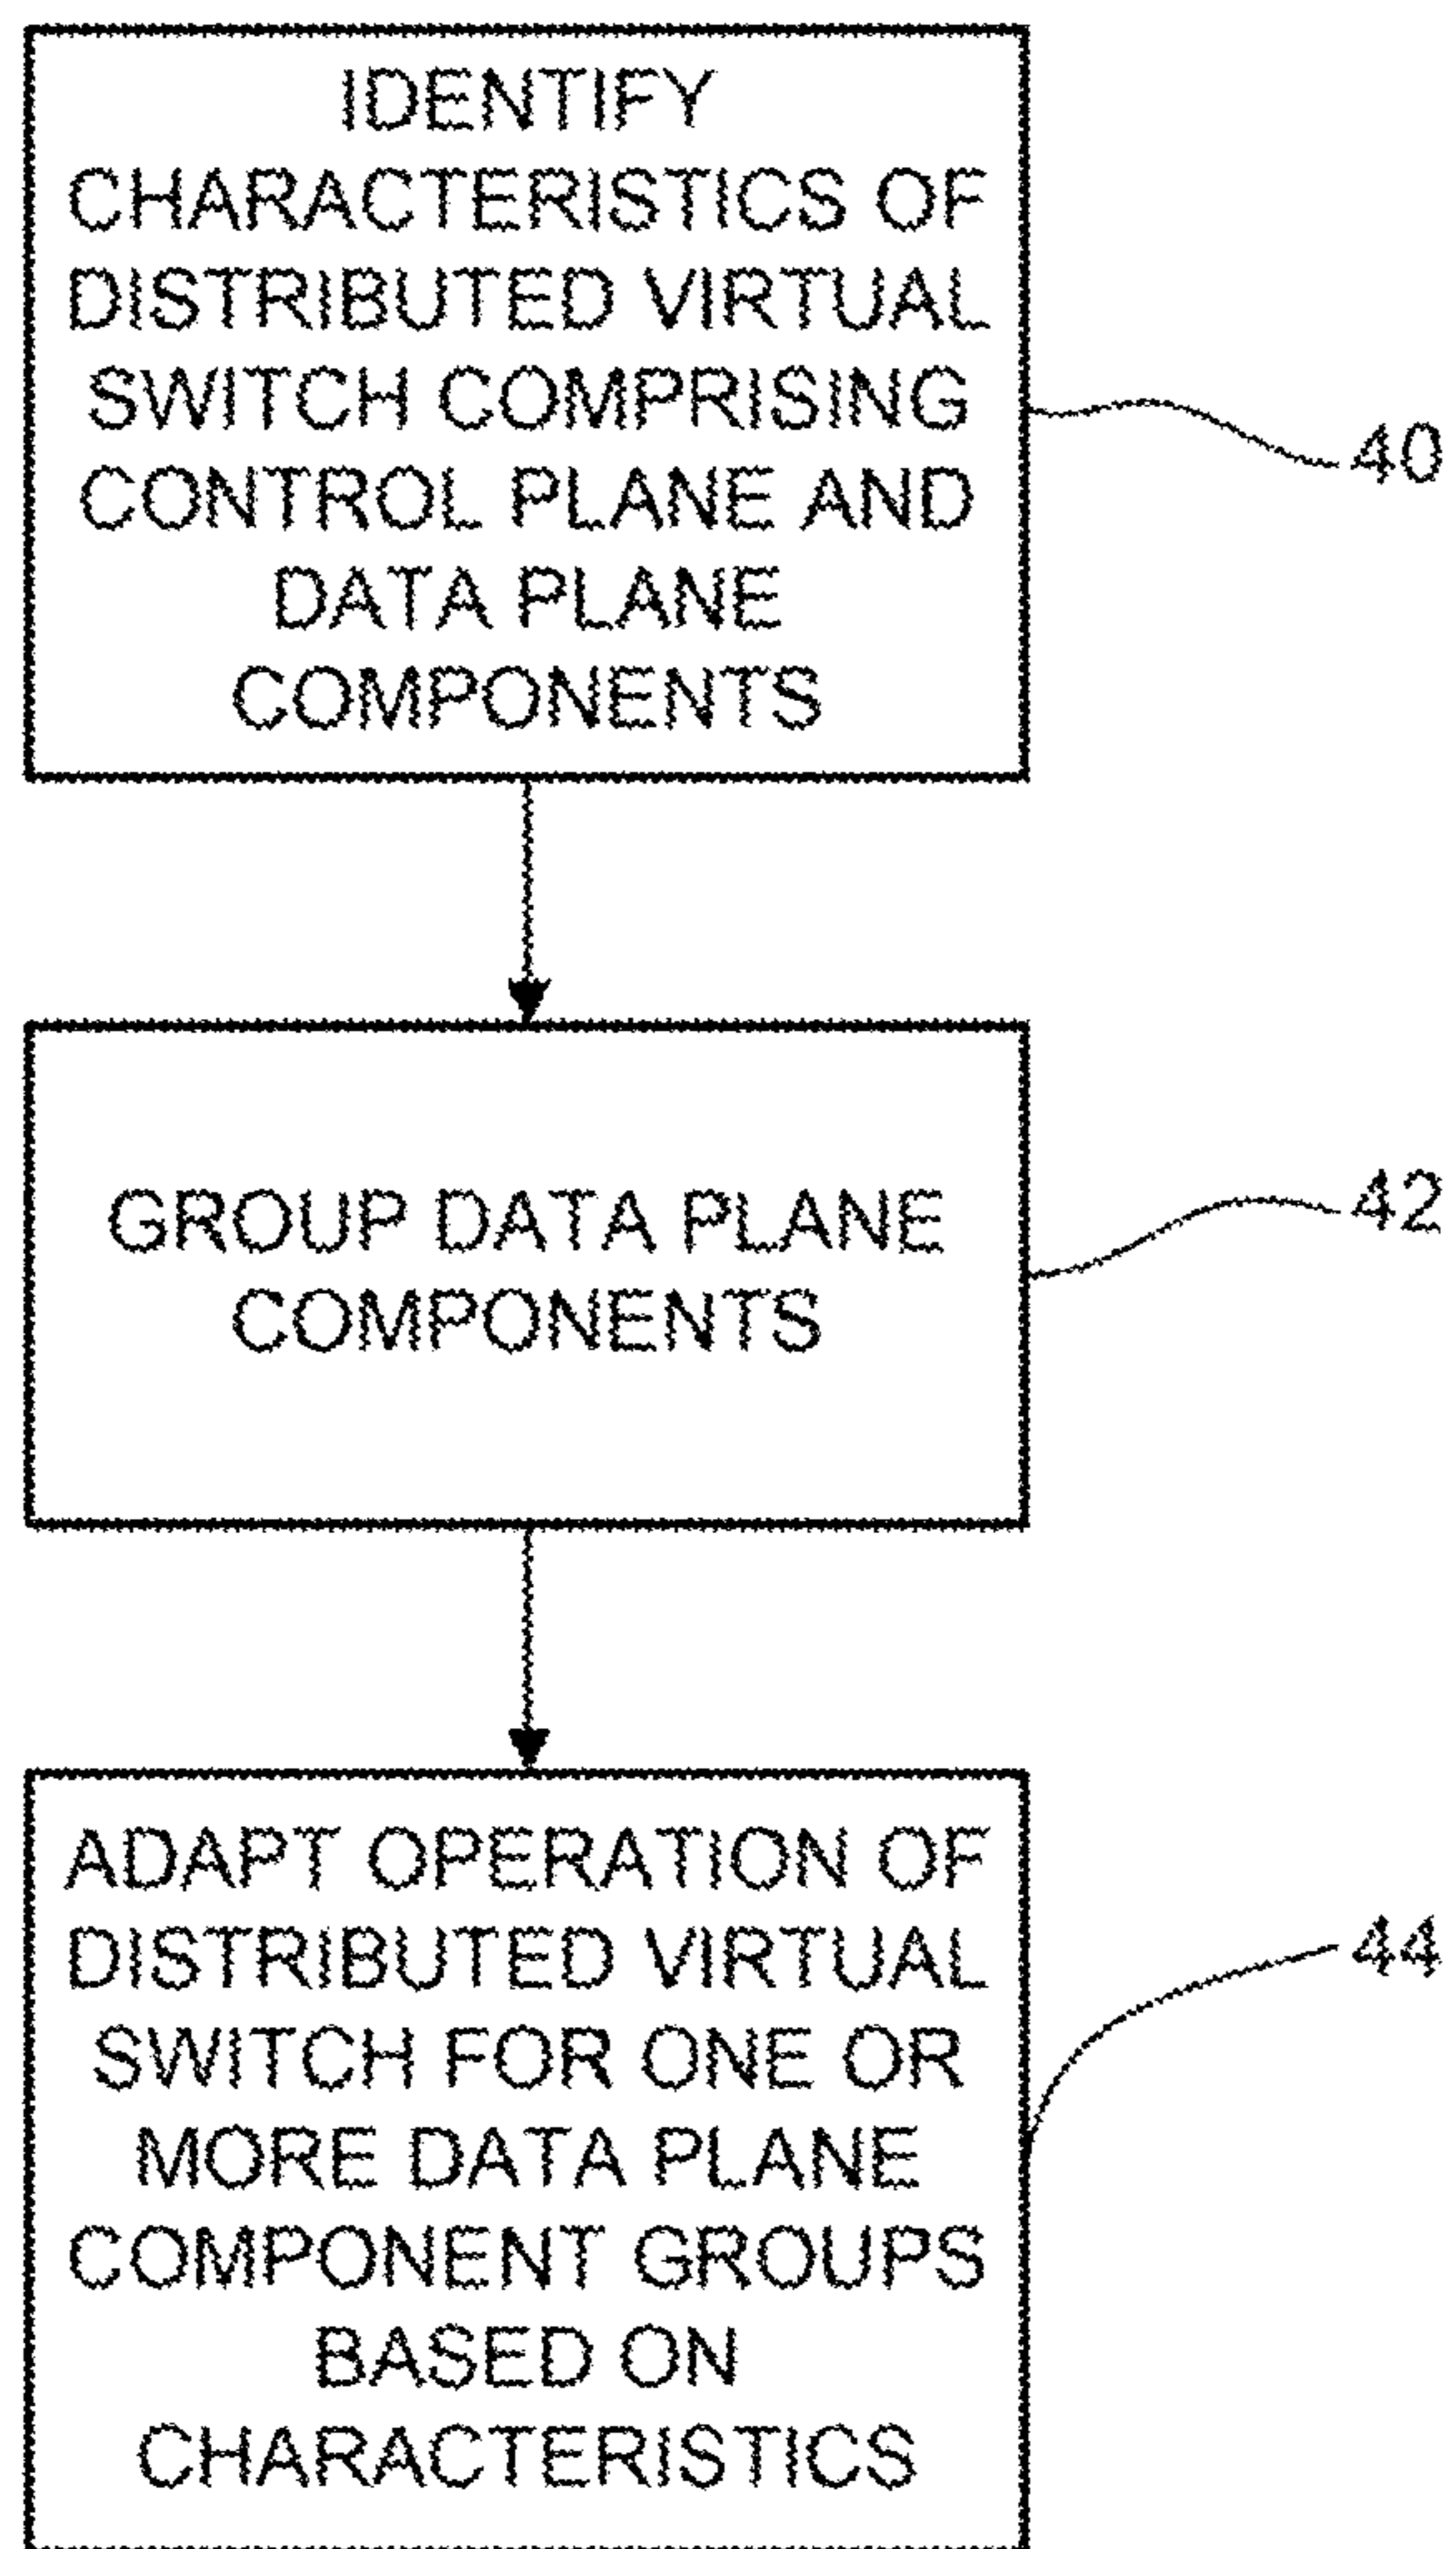 IDENTIFY
CHARACTERISTICS OF
DISTRIBUTED VIRTUAL
SWITCH COMPRISING
CONTROL PLANE AND
DATA PLANE
COMPONENTS
40
GROUP DATA PLANE
COMPONENTS
42
ADAPT OPERATION OF
DISTRIBUTED VIRTUAL
SWITCH FOR ONE OR
MORE DATA PLANE
COMPONENT GROUPS
BASED ON
CHARACTERISTICS
44